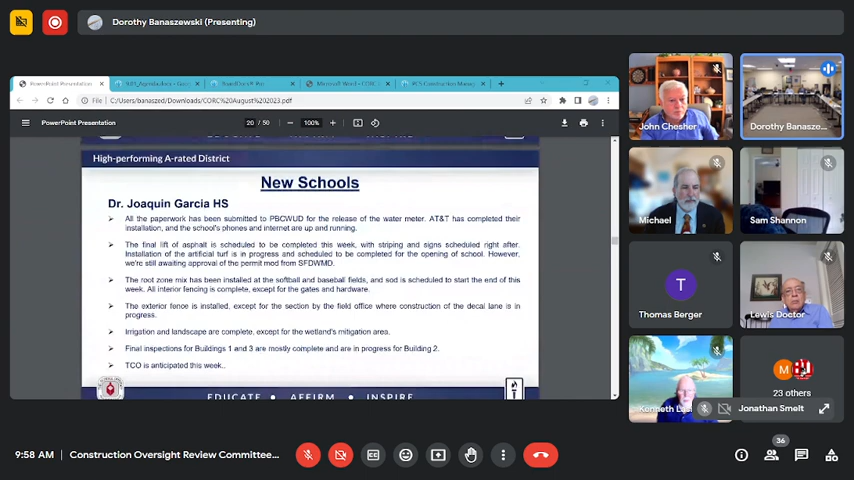 Dorothy Banaszewski (Presenting)
PowerPoint Presentation
File
C:/Users/banaszed/Downloads/CORC%20August%202023.pdf
PowerPoint Presentation
20 / 50
100%
High-performing A-rated District
New Schools
Dr. Joaquin Garcia HS
All the paperwork has been submitted to PBCWUD for the release of the water meter. AT&T has completed their
installation, and the school's phones and internet are up and running.
The final lift of asphalt is scheduled to be completed this week, with striping and signs scheduled right after.
Installation of the artificial turf is in progress and scheduled to be completed for the opening of school. However,
we're still awaiting approval of the permit mod from SFDWMD.
The root zone mix has been installed at the softball and baseball fields, and sod is scheduled to start the end of this
week. All interior fencing is complete, except for the gates and hardware.
The exterior fence is installed, except for the section by the field office where construction of the decal lane is in
progress.
Irrigation and landscape are complete, except for the wetland's mitigation area.
Final inspections for Buildings 1 and 3 are mostly complete and are in progress for Building 2.
TCO is anticipated this week..
EDUCATE • AFFIRM • INSPIRE
John Chesher
Dorothy Banasze...
Michael
Sam Shannon
T
Thomas Berger
Lewis Doctor
M
23 others
Jonathan Smelt
9:58 AM
Construction Oversight Review Committee...
36